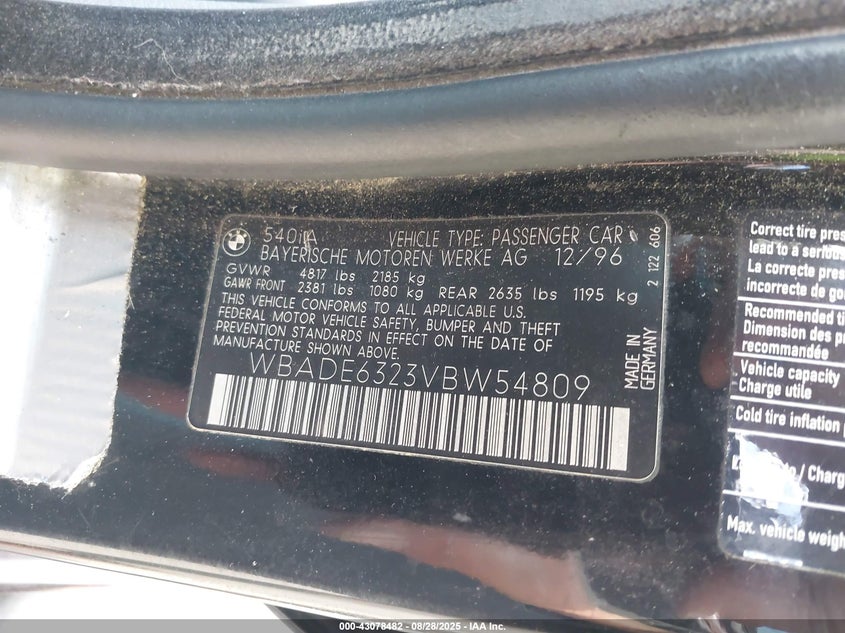 540iA VEHICLE TYPE: PASSENGER CAR
BAYERISCHE MOTOREN WERKE AG 12/96
GVWR 4817 lbs 2185 kg
GAWR FRONT 2381 lbs 1080 kg REAR 2635 lbs 1195 kg
THIS VEHICLE CONFORMS TO ALL APPLICABLE U.S.
FEDERAL MOTOR VEHICLE SAFETY, BUMPER AND THEFT
PREVENTION STANDARDS IN EFFECT ON THE DATE OF
MANUFACTURE SHOWN ABOVE.
WBADE6323VBW54809
MADE IN
GERMANY
2 122 606
Correct tire pres
lead to a serious
La correcte press
de longues
Recommended ti
Dimension des p
recommandée
Vehicle capacity
Charge utile
Cold tire inflation p
/ Charg
Max. vehicle weigh
000-43078482 - 08/28/2025 - IAA Inc.